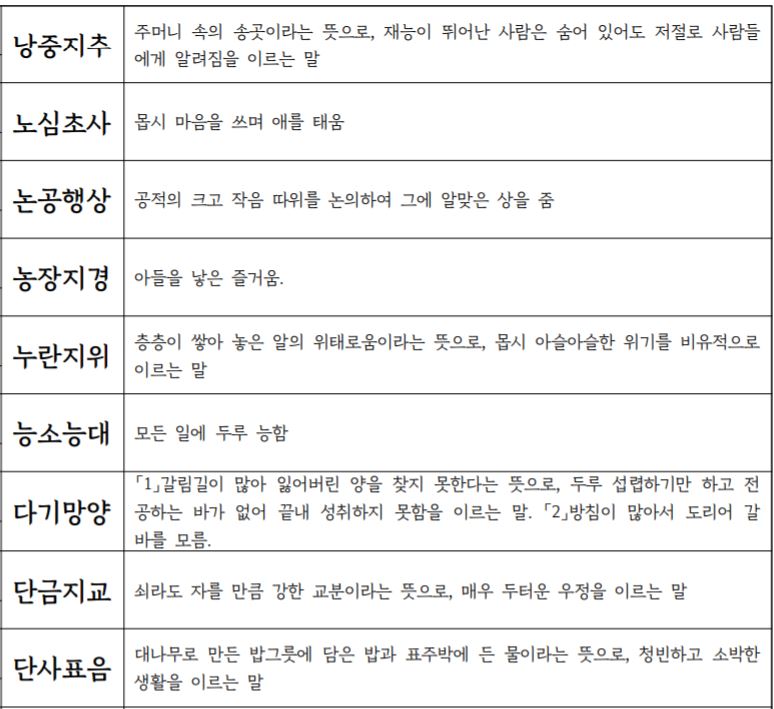 낭중지추
주머니 속의 송곳이라는 뜻으로, 재능이 뛰어난 사람은 숨어 있어도 저절로 사람들
에게 알려짐을 이르는 말
노심초사
몹시 마음을 쓰며 애를 태움
논공행상
공적의 크고 작음 따위를 논의하여 그에 알맞은 상을 줌
농장지경
아들을 낳은 즐거움.
누란지위
층층이 쌓아 놓은 알의 위태로움이라는 뜻으로, 몹시 아슬아슬한 위기를 비유적으로
이르는 말
능소능대
모든 일에 두루 능함
다기망양
「1」갈림길이 많아 잃어버린 양을 찾지 못한다는 뜻으로, 두루 섭렵하기만 하고 전
공하는 바가 없어 끝내 성취하지 못함을 이르는 말. 「2」방침이 많아서 도리어 갈
바를 모름.
단금지교
쇠라도 자를 만큼 강한 교분이라는 뜻으로, 매우 두터운 우정을 이르는 말
단사표음
대나무로 만든 밥그릇에 담은 밥과 표주박에 든 물이라는 뜻으로, 청빈하고 소박한
생활을 이르는 말